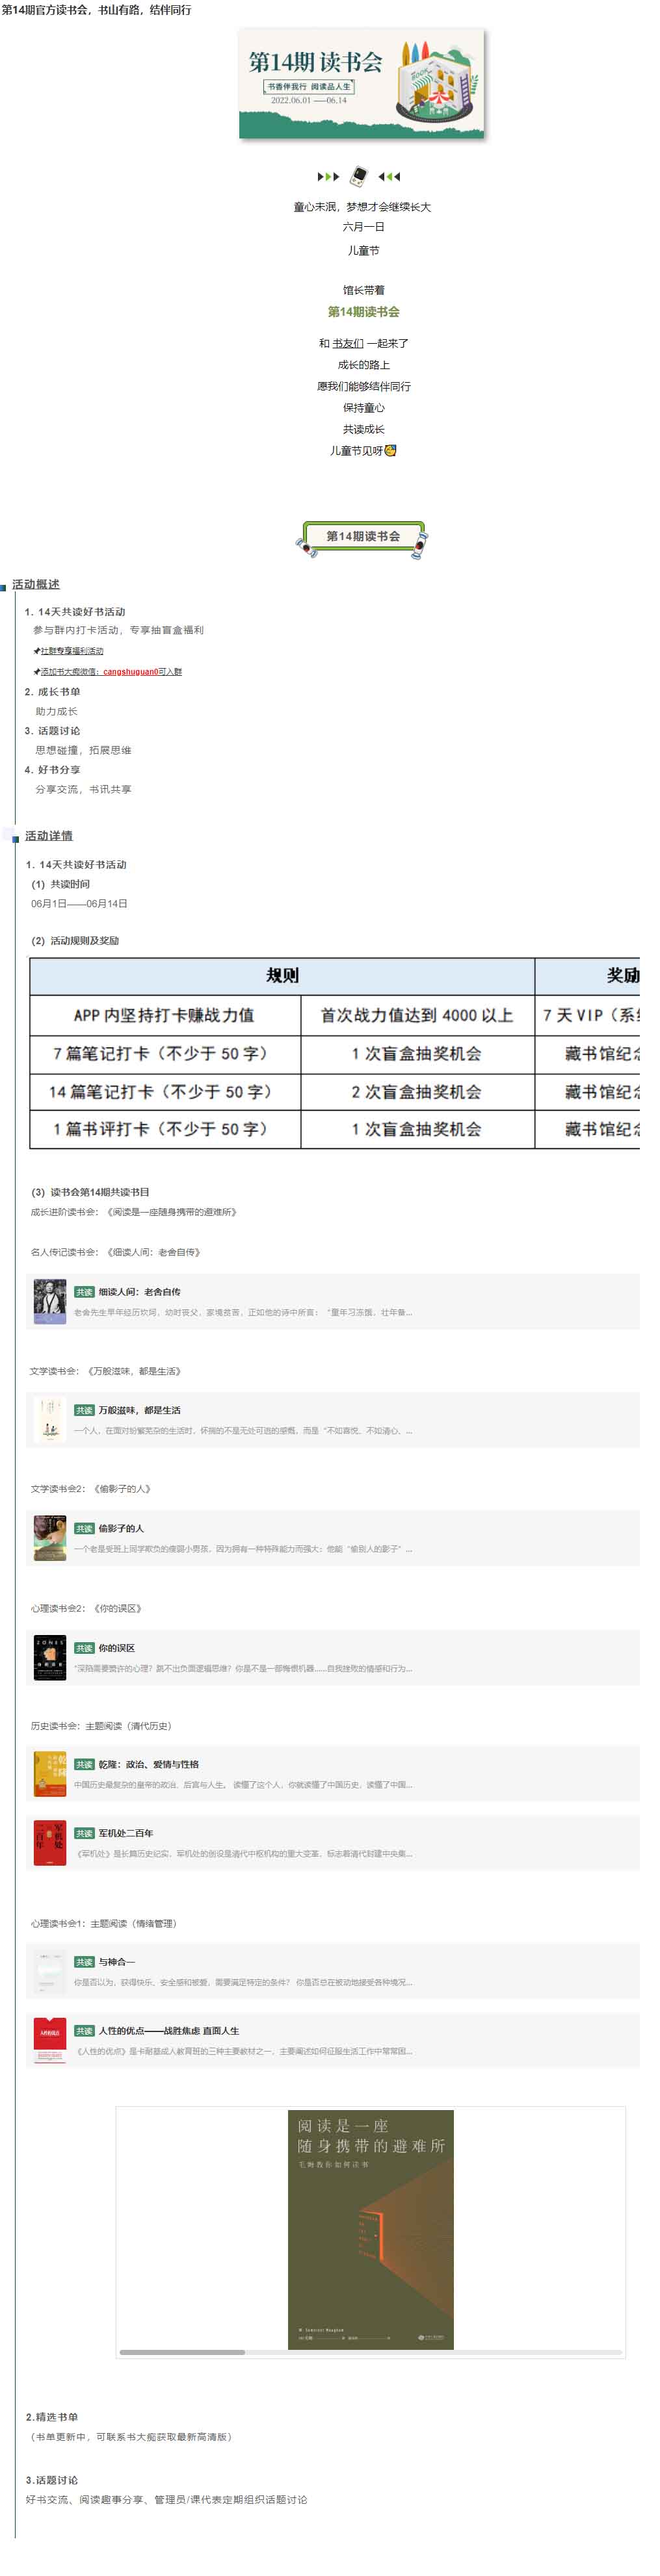 第14期官方读书会，书山有路，结伴同行
第14期 读书会
书香伴我行 阅读品人生
2022.06.01 ——06.14
童心未泯，梦想才会继续长大
六月一日
儿童节
馆长带着
第14期读书会
和 书友们 一起来了
成长的路上
愿我们能够结伴同行
保持童心
共读成长
儿童节见呀
第14期读书会
活动概述
1. 14天共读好书活动
参与群内打卡活动，专享抽盲盒福利
社群专享福利活动
添加书大痴微信：cangshuguan0可入群
2. 成长书单
助力成长
3. 话题讨论
思想碰撞，拓展思维
4. 好书分享
分享交流，书讯共享
活动详情
1. 14天共读好书活动
(1) 共读时间
06月1日——06月14日
(2) 活动规则及奖励
规则 奖励
APP 内坚持打卡赚战力值 首次战力值达到 4000 以上 7 天 VIP（系
7 篇笔记打卡（不少于 50 字） 1 次盲盒抽奖机会 藏书馆纪
14 篇笔记打卡（不少于 50 字） 2 次盲盒抽奖机会 藏书馆纪
1 篇书评打卡（不少于 50 字） 1 次盲盒抽奖机会 藏书馆纪
(3) 读书会第14期共读书目
成长进阶读书会：《阅读是一座随身携带的避难所》
名人传记读书会：《细读人间：老舍自传》
共读 细读人间：老舍自传
老舍先生早年经历坎坷，幼时丧父，家境贫苦，正如他的诗中所言：“童年习冻饿，壮年备...
文学读书会：《万般滋味，都是生活》
共读 万般滋味，都是生活
一个人，在面对纷繁芜杂的生活时，怀揣的不是无处可逃的感慨，而是“不如喜悦、不如清心、...
文学读书会2：《偷影子的人》
共读 偷影子的人
一个老是受班上同学欺负的瘦弱小男孩，因为拥有一种特殊能力而强大：他能“偷别人的影子”...
心理读书会2：《你的误区》
共读 你的误区
“深陷需要赞许的心理？跳不出负面逻辑思维？你是不是一部悔恨机器......自我挫败的情感和行为...
历史读书会：主题阅读（清代历史）
共读 乾隆：政治、爱情与性格
中国历史最复杂的皇帝的政治、后宫与人生。 读懂了这个人，你就读懂了中国历史，读懂了中国...
共读 军机处二百年
《军机处》是长篇历史纪实，军机处的创设是清代中枢机构的重大变革，标志着清代封建中央集...
心理读书会1：主题阅读（情绪管理）
共读 与神合一
你是否以为，获得快乐、安全感和被爱，需要满足特定的条件？ 你是否总在被动地接受各种境况...
共读 人性的优点——战胜焦虑 直面人生
《人性的优点》是卡耐基成人教育班的三种主要教材之一，主要阐述如何征服生活工作中常常困...
阅读是一座
随身携带的避难所
毛姆教你如何读书
2.精选书单
（书单更新中，可联系书大痴获取最新高清版）
3.话题讨论
好书交流、阅读趣事分享、管理员/课代表定期组织话题讨论